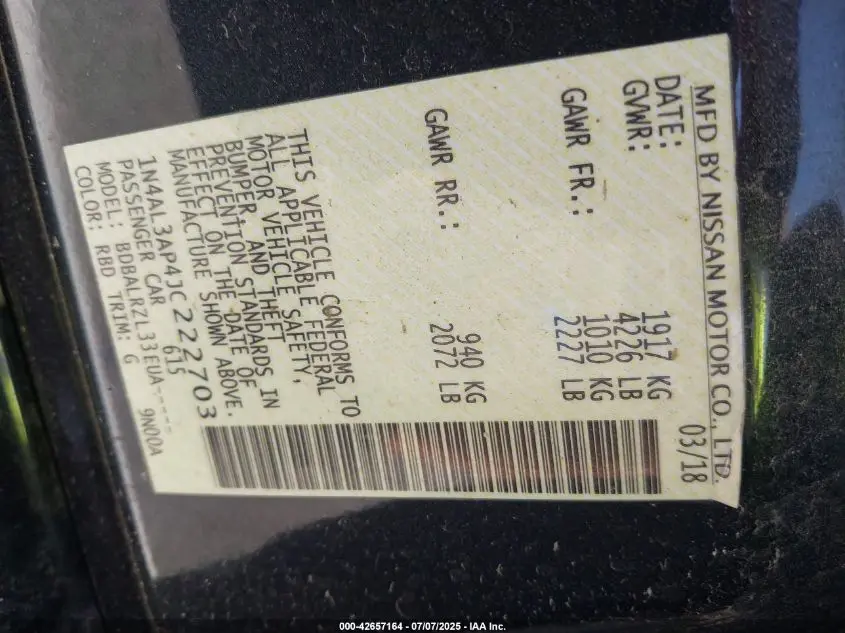 MFD BY NISSAN MOTOR CO., LTD.
DATE: 03/18
GVWR: 1917 KG
4226 LB
GAWR FR.: 1010 KG
2227 LB
GAWR RR.: 940 KG
2072 LB
THIS VEHICLE CONFORMS TO
ALL APPLICABLE FEDERAL
MOTOR VEHICLE SAFETY,
BUMPER, AND THEFT
PREVENTION STANDARDS IN
EFFECT ON THE DATE OF
MANUFACTURE SHOWN ABOVE.
1N4AL3AP4JC222703
PASSENGER CAR 615
MODEL: BDBALRZL33EUA-----
COLOR: RBD TRIM: G 9N00A
000-42657164 - 07/07/2025 - IAA Inc.